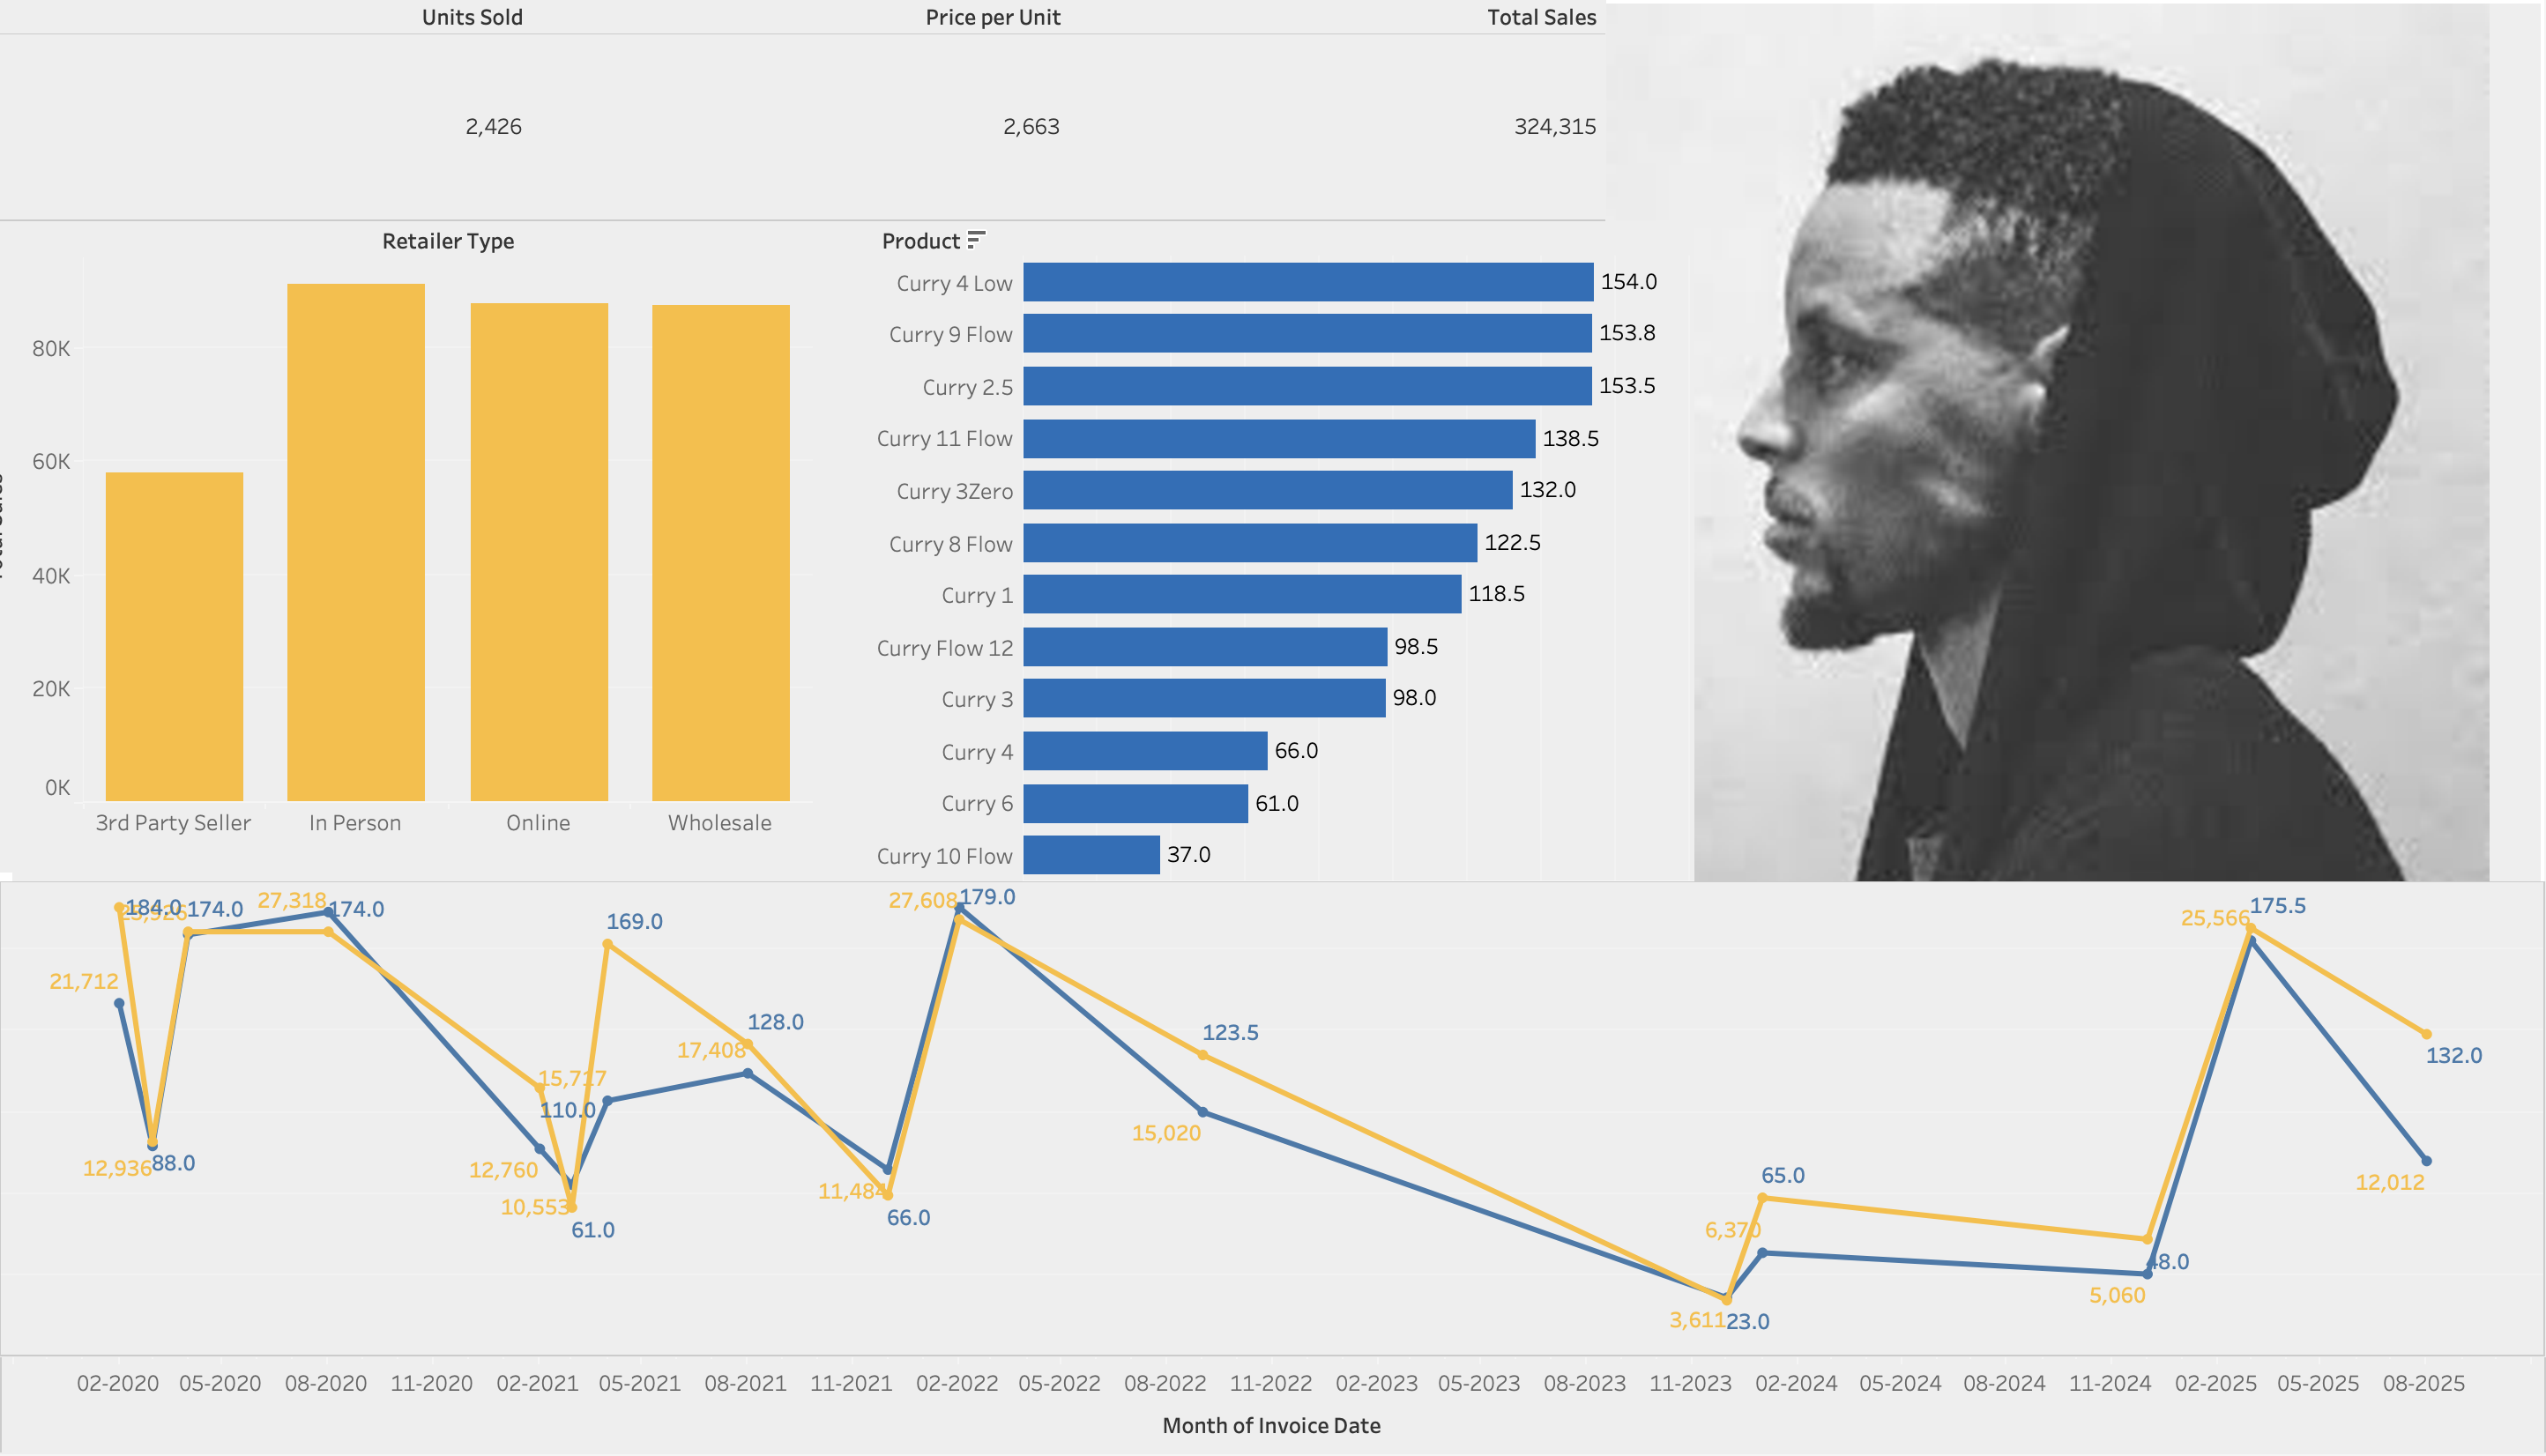 Units Sold
Price per Unit
Total Sales
2,426
2,663
324,315
Retailer Type
80K
60K
40K
20K
0K
3rd Party Seller
In Person
Online
Wholesale
Product
Curry 4 Low 154.0
Curry 9 Flow 153.8
Curry 2.5 153.5
Curry 11 Flow 138.5
Curry 3Zero 132.0
Curry 8 Flow 122.5
Curry 1 118.5
Curry Flow 12 98.5
Curry 3 98.0
Curry 4 66.0
Curry 6 61.0
Curry 10 Flow 37.0
21,712
184.0
12,936
88.0
174.0
27,318
174.0
12,760
15,717
110.0
10,553
61.0
169.0
17,408
128.0
11,484
66.0
27,608
179.0
15,020
123.5
3,611
23.0
6,370
65.0
5,060
48.0
25,566
175.5
12,012
132.0
02-2020 05-2020 08-2020 11-2020 02-2021 05-2021 08-2021 11-2021 02-2022 05-2022 08-2022 11-2022 02-2023 05-2023 08-2023 11-2023 02-2024 05-2024 08-2024 11-2024 02-2025 05-2025 08-2025
Month of Invoice Date